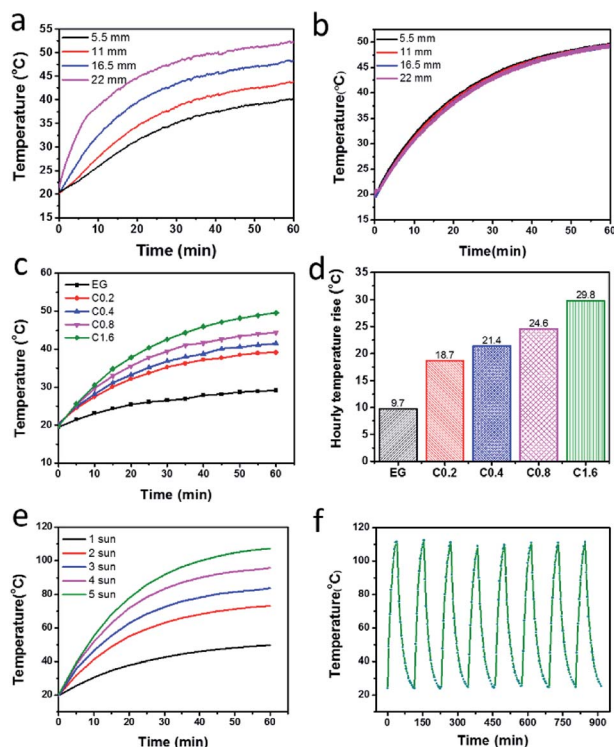 a
55
50
45
40
35
30
25
20
15
Temperature (°C)
5.5 mm
11 mm
16.5 mm
22 mm
0 10 20 30 40 50 60
Time (min)
b
55
50
45
40
35
30
25
20
15
Temperature(°C)
5.5 mm
11 mm
16.5 mm
22 mm
0 10 20 30 40 50 60
Time(min)
c
60
50
40
30
20
10
Temperature (°C)
EG
C0.2
C0.4
C0.8
C1.6
0 10 20 30 40 50 60
Time (min)
d
35
30
25
20
15
10
5
0
Hourly temperature rise (°C)
9.7
18.7
21.4
24.6
29.8
EG C0.2 C0.4 C0.8 C1.6
e
120
100
80
60
40
20
0
Temperature(°C)
1 sun
2 sun
3 sun
4 sun
5 sun
0 10 20 30 40 50 60
Time (min)
f
120
100
80
60
40
20
0
Temperature(°C)
0 150 300 450 600 750 900
Time (min)